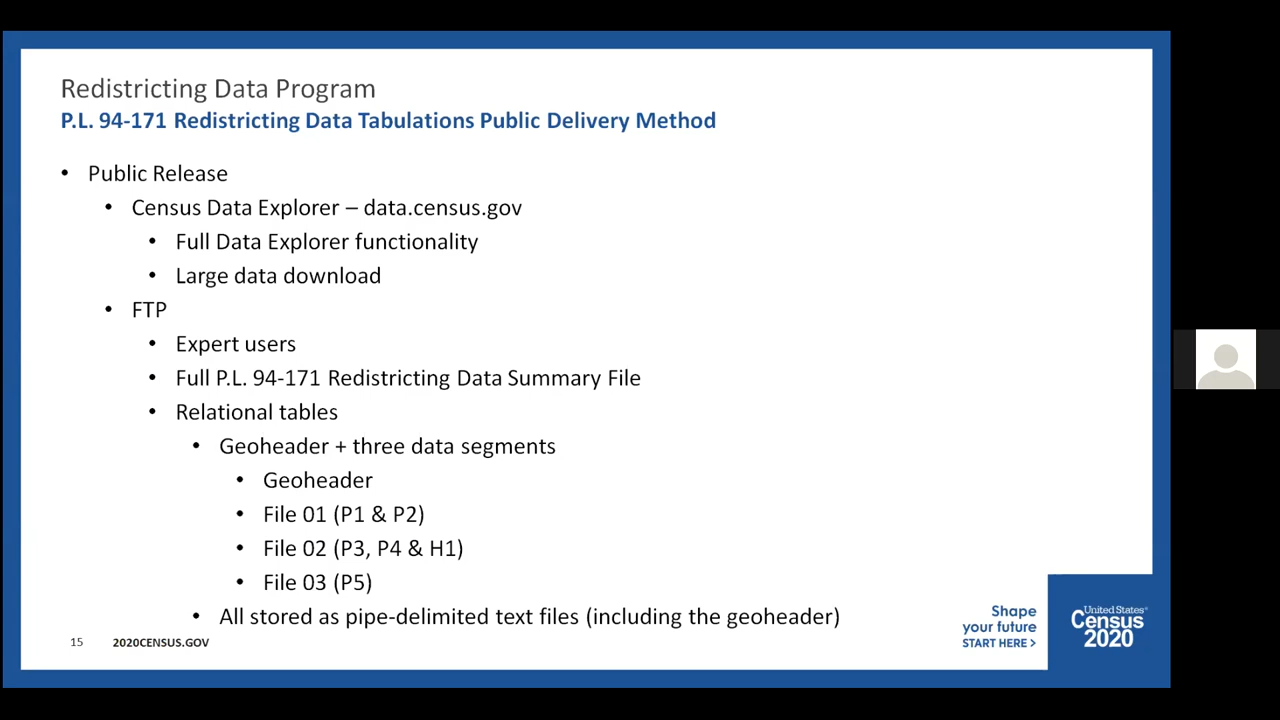 Redistricting Data Program
P.L. 94-171 Redistricting Data Tabulations Public Delivery Method
• Public Release
• Census Data Explorer – data.census.gov
• Full Data Explorer functionality
• Large data download
• FTP
• Expert users
• Full P.L. 94-171 Redistricting Data Summary File
• Relational tables
• Geoheader + three data segments
• Geoheader
• File 01 (P1 & P2)
• File 02 (P3, P4 & H1)
• File 03 (P5)
• All stored as pipe-delimited text files (including the geoheader)
15 2020CENSUS.GOV
Shape
your future
START HERE >
United States®
Census
2020